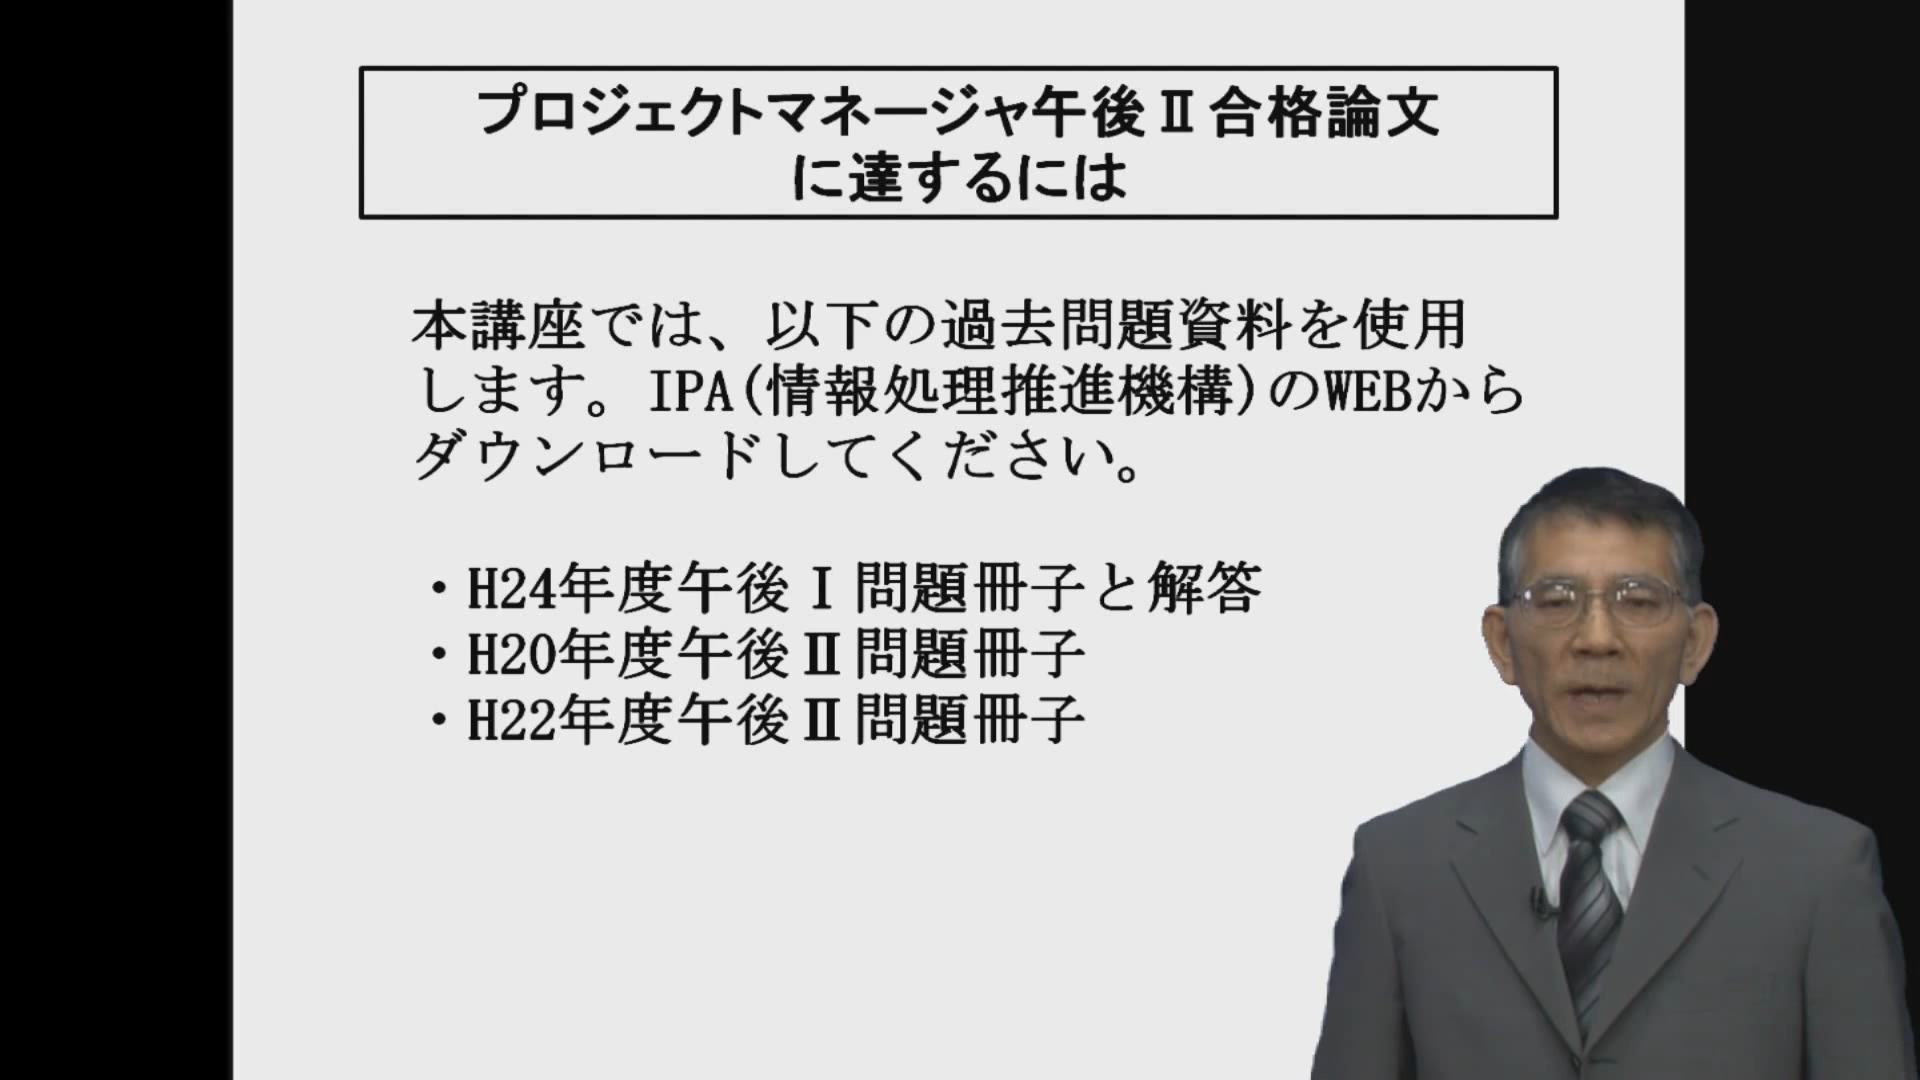 プロジェクトマネージャ午後Ⅱ合格論文
に達するには
本講座では、以下の過去問題資料を使用
します。IPA(情報処理推進機構)のWEBから
ダウンロードしてください。
・H24年度午後Ⅰ問題冊子と解答
・H20年度午後Ⅱ問題冊子
・H22年度午後Ⅱ問題冊子